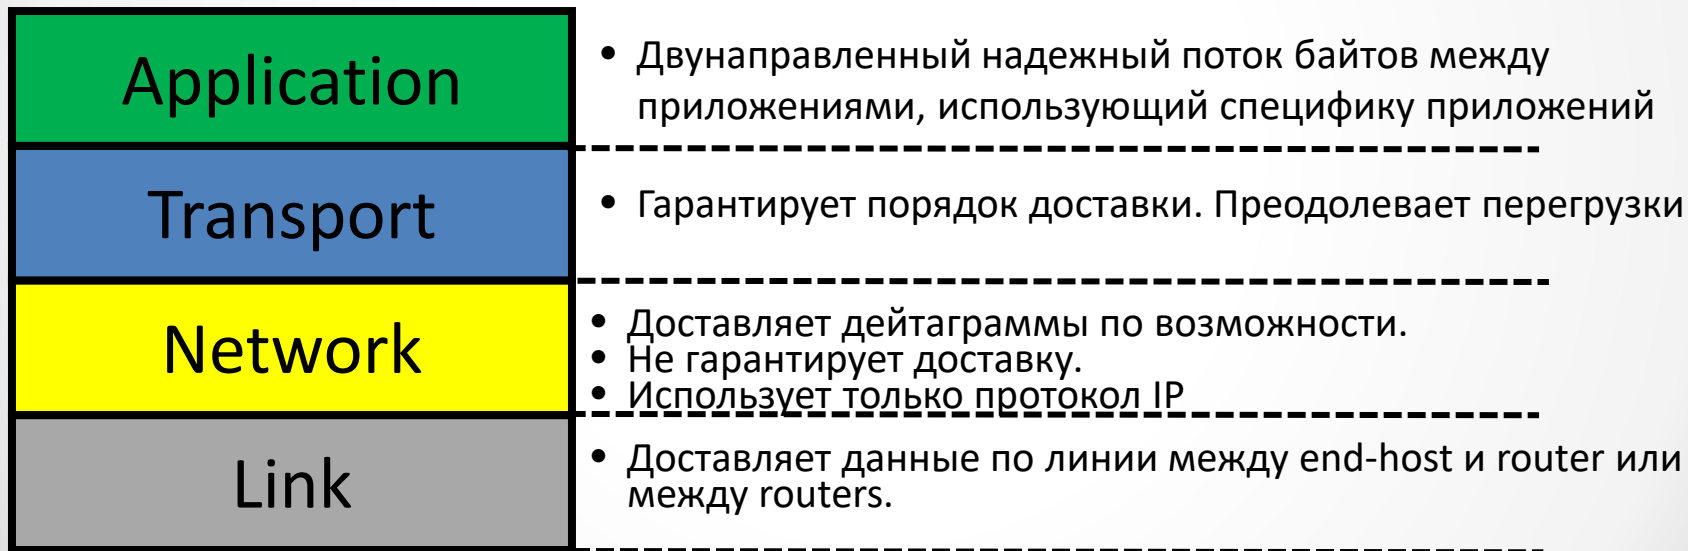 Application
• Двунаправленный надежный поток байтов между
приложениями, использующий специфику приложений
Transport
• Гарантирует порядок доставки. Преодолевает перегрузки
Network
• Доставляет дейтаграммы по возможности.
• Не гарантирует доставку.
• Использует только протокол IP
Link
• Доставляет данные по линии между end-host и router или
между routers.